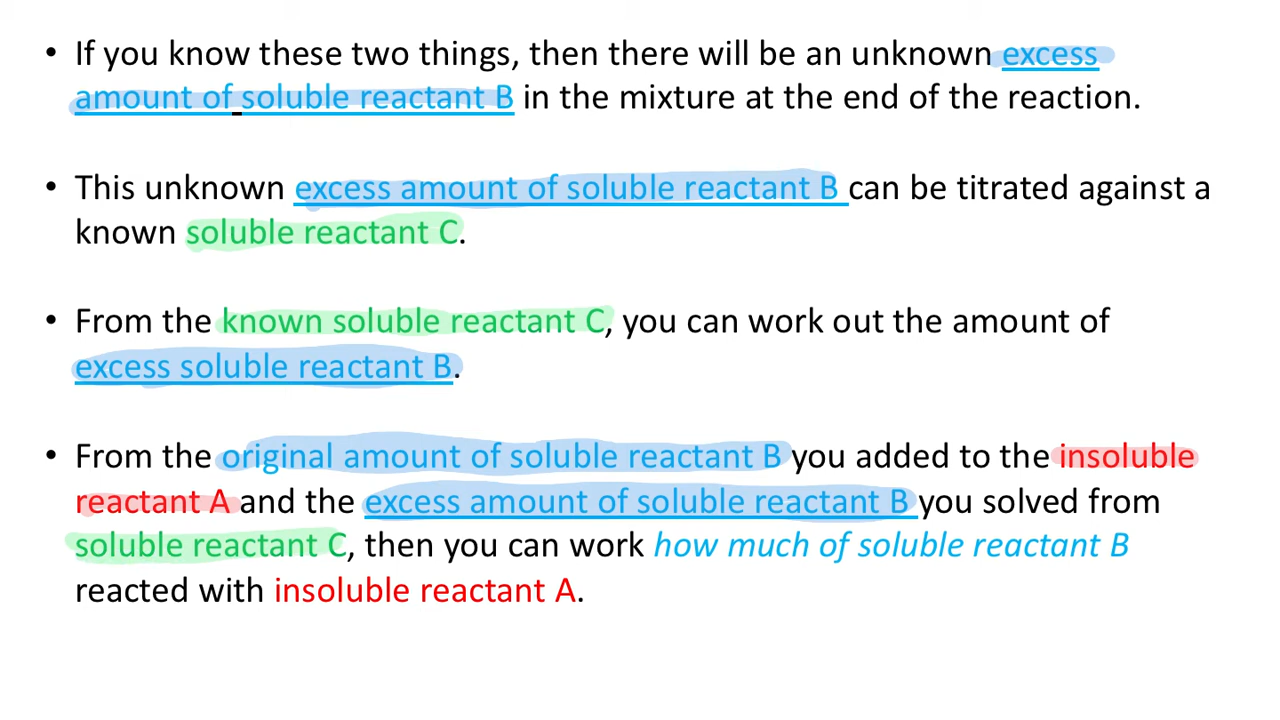 • If you know these two things, then there will be an unknown excess
amount of soluble reactant B in the mixture at the end of the reaction.
• This unknown excess amount of soluble reactant B can be titrated against a
known soluble reactant C.
• From the known soluble reactant C, you can work out the amount of
excess soluble reactant B.
• From the original amount of soluble reactant B you added to the insoluble
reactant A and the excess amount of soluble reactant B you solved from
soluble reactant C, then you can work how much of soluble reactant B
reacted with insoluble reactant A.